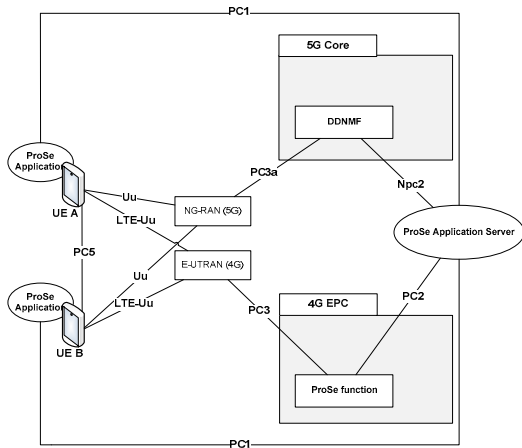 PC1
5G Core
DDNMF
ProSe
Application
UE A
Uu
PC3a
Npc2
NG-RAN (5G)
LTE-Uu
ProSe Application Server
PC5
Uu
E-UTRAN (4G)
ProSe
Application
LTE-Uu
PC3
4G EPC
PC2
UE B
ProSe function
PC1